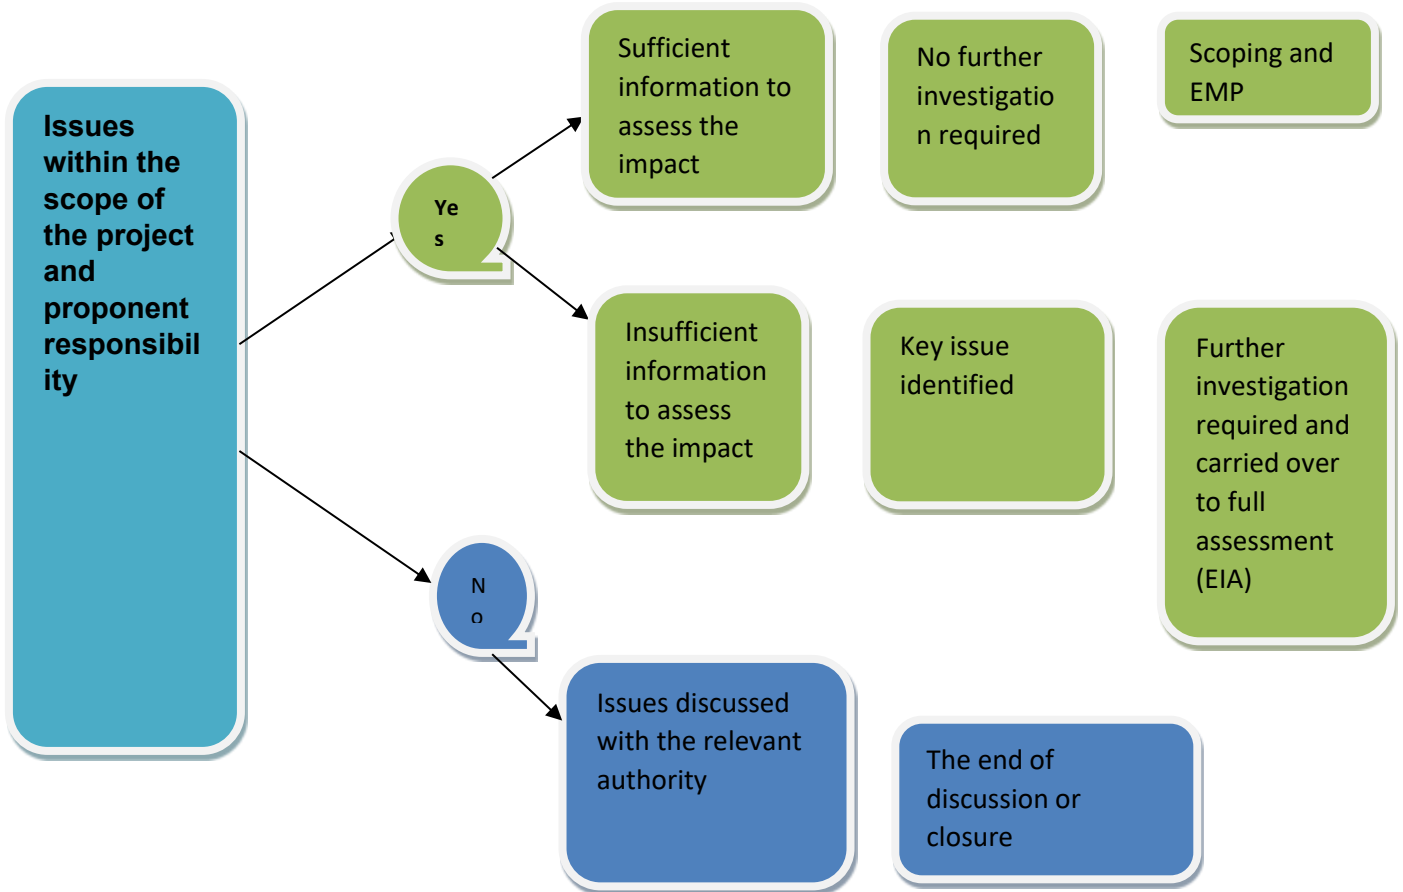 Issues
within the
scope of
the project
and
proponent
responsibil
ity
Ye
s
Sufficient
information to
assess the
impact
No further
investigatio
n required
Scoping and
EMP
Insufficient
information
to assess
the impact
Key issue
identified
Further
investigation
required and
carried over
to full
assessment
(EIA)
N
o
Issues discussed
with the relevant
authority
The end of
discussion or
closure